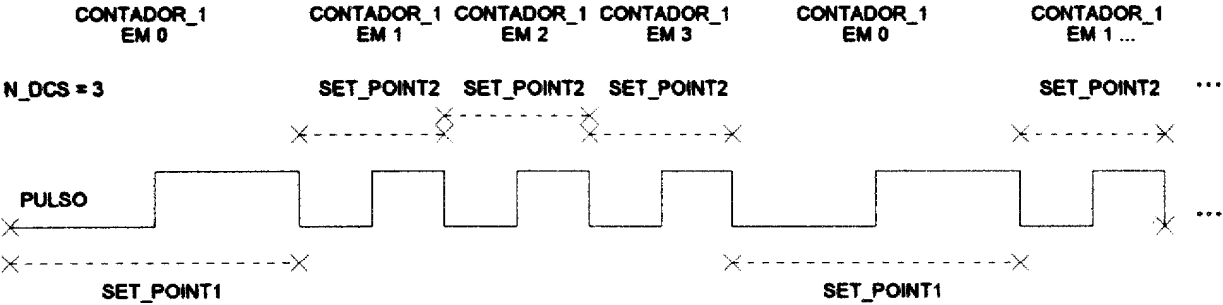 CONTADOR_1 CONTADOR_1 CONTADOR_1 CONTADOR_1 CONTADOR_1 CONTADOR_1
EM 0 EM 1 EM 2 EM 3 EM 0 EM 1 ...
N_DCS = 3 SET_POINT2 SET_POINT2 SET_POINT2 SET_POINT2 ...
PULSO ...
SET_POINT1 SET_POINT1